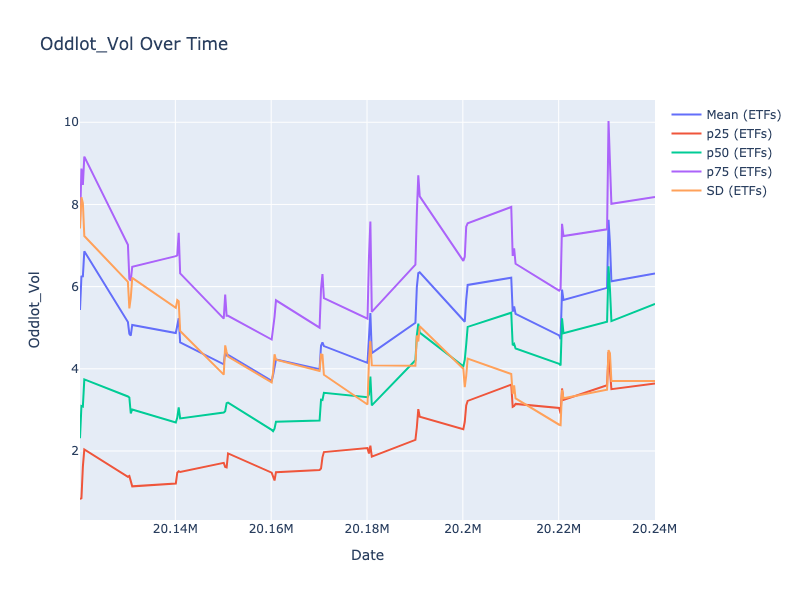 Oddlot_Vol Over Time
Mean (ETFs)
p25 (ETFs)
p50 (ETFs)
p75 (ETFs)
SD (ETFs)
Oddlot_Vol
10
8
6
4
2
20.14M
20.16M
20.18M
20.2M
20.22M
20.24M
Date